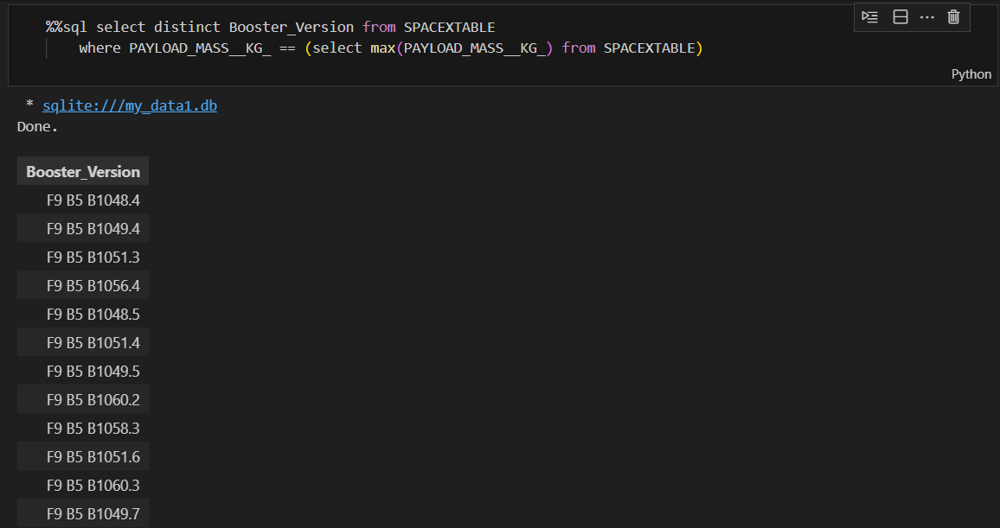 %%sql select distinct Booster_Version from SPACEXTABLE
where PAYLOAD_MASS__KG_ == (select max(PAYLOAD_MASS__KG_) from SPACEXTABLE)
Python
* sqlite:///my_data1.db
Done.
Booster_Version
F9 B5 B1048.4
F9 B5 B1049.4
F9 B5 B1051.3
F9 B5 B1056.4
F9 B5 B1048.5
F9 B5 B1051.4
F9 B5 B1049.5
F9 B5 B1060.2
F9 B5 B1058.3
F9 B5 B1051.6
F9 B5 B1060.3
F9 B5 B1049.7